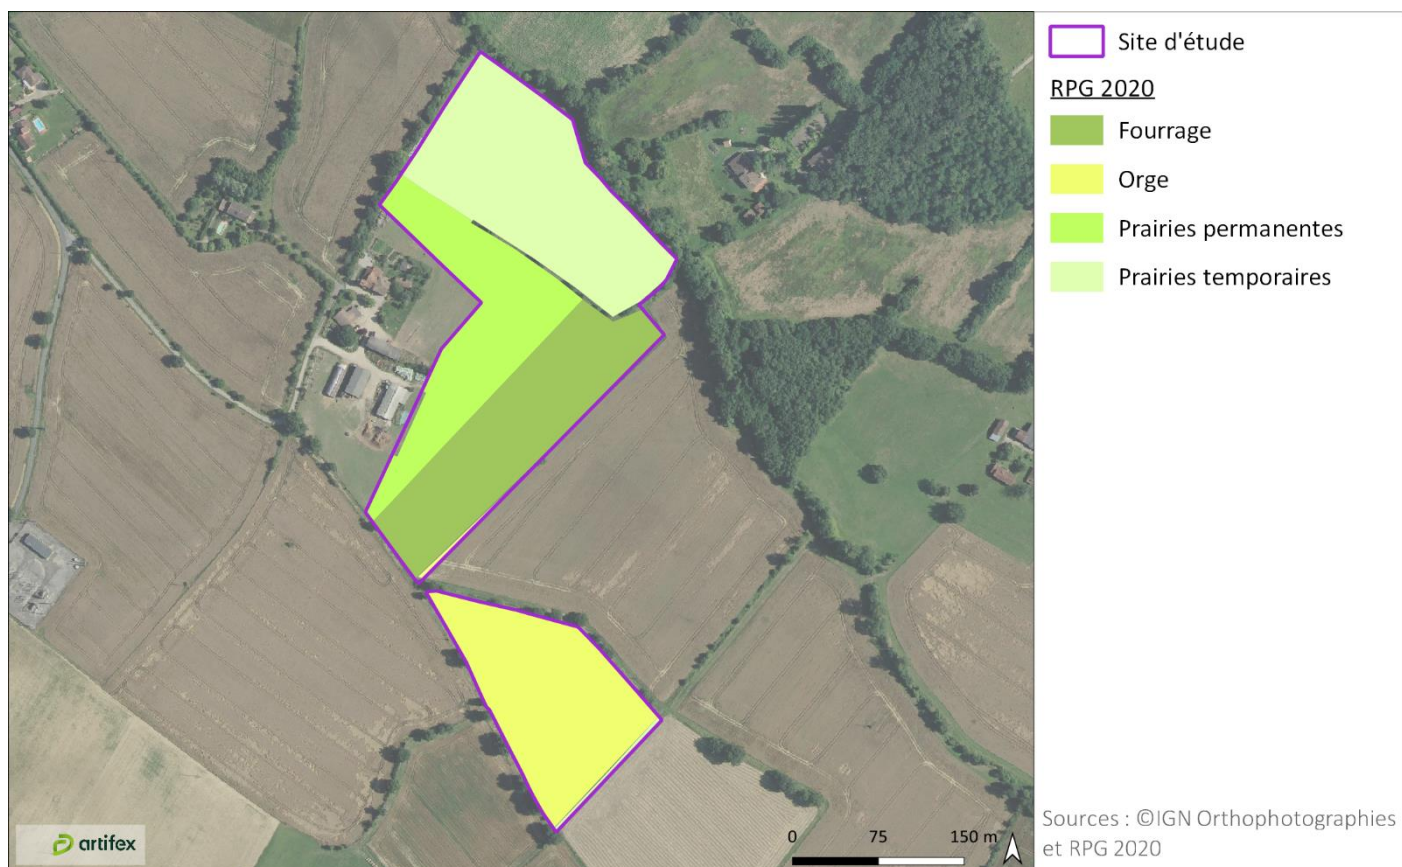 Site d'étude
RPG 2020
Fourrage
Orge
Prairies permanentes
Prairies temporaires
artifex
0 75 150 m
Sources : ©IGN Orthophotographies
et RPG 2020